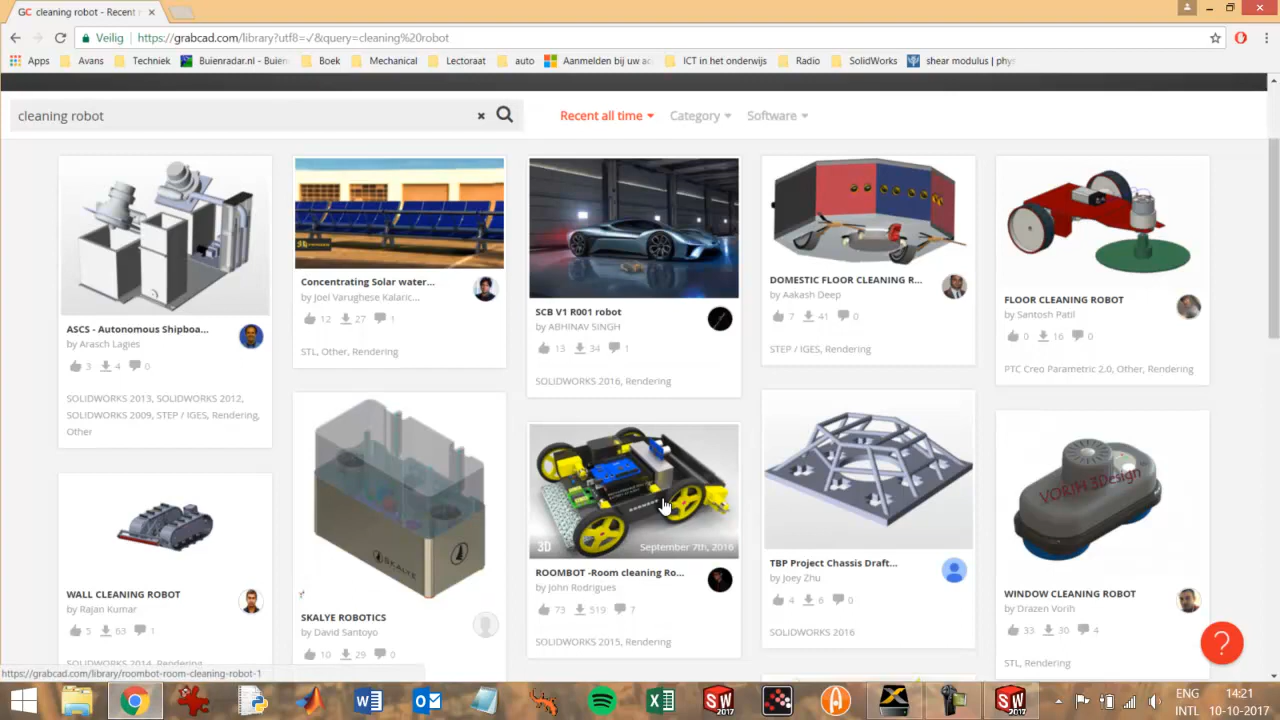 GC cleaning robot - Recent r
Veilig https://grabcad.com/library?utf8=✓&query=cleaning%20robot
Apps Avans Techniek Buienradar.nl - Buien Boek Mechanical Lectoraat auto Aanmelden bij uw ac ICT in het onderwijs Radio SolidWorks shear modulus | phys
cleaning robot
Recent all time Category Software
ASCS - Autonomous Shipboa...
by Arasch Lagies
3 4 0
SOLIDWORKS 2013, SOLIDWORKS 2012,
SOLIDWORKS 2009, STEP / IGES, Rendering,
Other
Concentrating Solar water...
by Joel Varughese Kalaric...
12 27 1
STL, Other, Rendering
SCB V1 R001 robot
by ABHINAV SINGH
13 34 1
SOLIDWORKS 2016, Rendering
DOMESTIC FLOOR CLEANING R...
by Aakash Deep
7 41 0
STEP / IGES, Rendering
FLOOR CLEANING ROBOT
by Santosh Patil
0 16 0
PTC Creo Parametric 2.0, Other, Rendering
WALL CLEANING ROBOT
by Rajan Kumar
5 63 1
SOLIDWORKS 2014, Rendering
SKALYE
SKALYE ROBOTICS
by David Santoyo
10 29 0
3D September 7th, 2016
ROOMBOT -Room cleaning Ro...
by John Rodrigues
73 519 7
SOLIDWORKS 2015, Rendering
TBP Project Chassis Draft...
by Joey Zhu
4 6 0
SOLIDWORKS 2016
VORIH 3Design
WINDOW CLEANING ROBOT
by Drazen Vorih
33 30 4
STL, Rendering
?
https://grabcad.com/library/roombot-room-cleaning-robot-1
SW 2017
SW 2017
ENG
INTL
14:21
10-10-2017